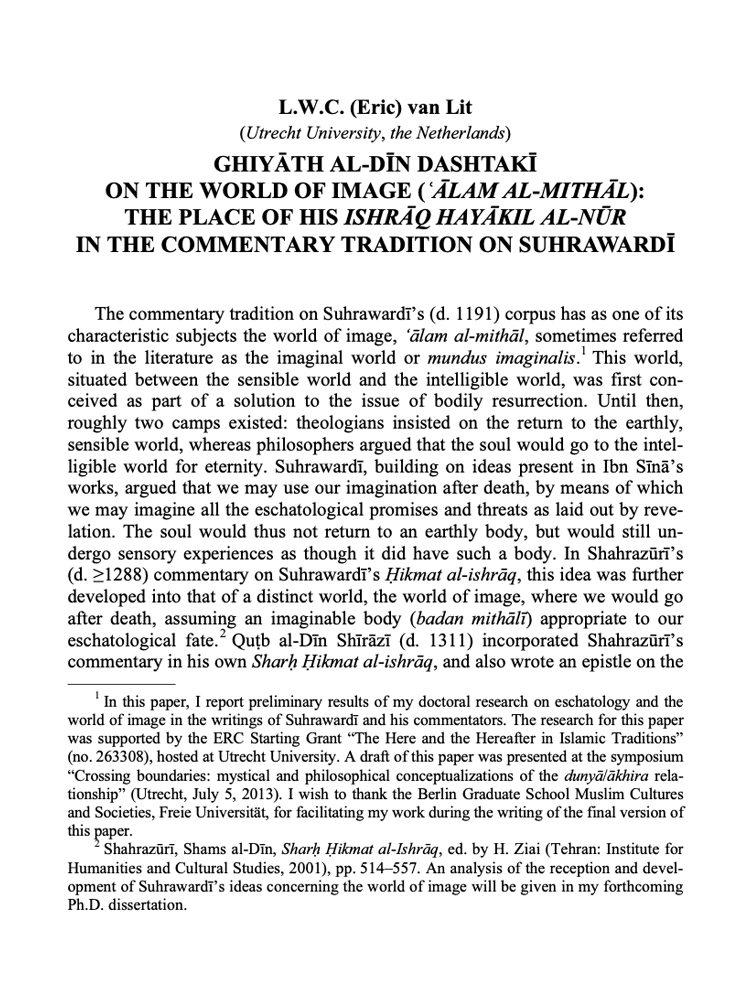 L.W.C. (Eric) van Lit
(Utrecht University, the Netherlands)
GHIYĀTH AL-DĪN DASHTAKĪ
ON THE WORLD OF IMAGE (ʿĀLAM AL-MITHĀL):
THE PLACE OF HIS ISHRĀQ HAYĀKIL AL-NŪR
IN THE COMMENTARY TRADITION ON SUHRAWARDĪ
The commentary tradition on Suhrawardī’s (d. 1191) corpus has as one of its
characteristic subjects the world of image, ʿālam al-mithāl, sometimes referred
to in the literature as the imaginal world or mundus imaginalis.1 This world,
situated between the sensible world and the intelligible world, was first con-
ceived as part of a solution to the issue of bodily resurrection. Until then,
roughly two camps existed: theologians insisted on the return to the earthly,
sensible world, whereas philosophers argued that the soul would go to the intel-
ligible world for eternity. Suhrawardī, building on ideas present in Ibn Sīnā’s
works, argued that we may use our imagination after death, by means of which
we may imagine all the eschatological promises and threats as laid out by reve-
lation. The soul would thus not return to an earthly body, but would still un-
dergo sensory experiences as though it did have such a body. In Shahrazūrī’s
(d. ≥1288) commentary on Suhrawardī’s Ḥikmat al-ishrāq, this idea was further
developed into that of a distinct world, the world of image, where we would go
after death, assuming an imaginable body (badan mithālī) appropriate to our
eschatological fate.2 Quṭb al-Dīn Shīrāzī (d. 1311) incorporated Shahrazūrī’s
commentary in his own Sharḥ Ḥikmat al-ishrāq, and also wrote an epistle on the
1 In this paper, I report preliminary results of my doctoral research on eschatology and the
world of image in the writings of Suhrawardī and his commentators. The research for this paper
was supported by the ERC Starting Grant “The Here and the Hereafter in Islamic Traditions”
(no. 263308), hosted at Utrecht University. A draft of this paper was presented at the symposium
“Crossing boundaries: mystical and philosophical conceptualizations of the dunyā/ākhira rela-
tionship” (Utrecht, July 5, 2013). I wish to thank the Berlin Graduate School Muslim Cultures
and Societies, Freie Universität, for facilitating my work during the writing of the final version of
this paper.
2 Shahrazūrī, Shams al-Dīn, Sharḥ Ḥikmat al-Ishrāq, ed. by H. Ziai (Tehran: Institute for
Humanities and Cultural Studies, 2001), pp. 514–557. An analysis of the reception and devel-
opment of Suhrawardī’s ideas concerning the world of image will be given in my forthcoming
Ph.D. dissertation.